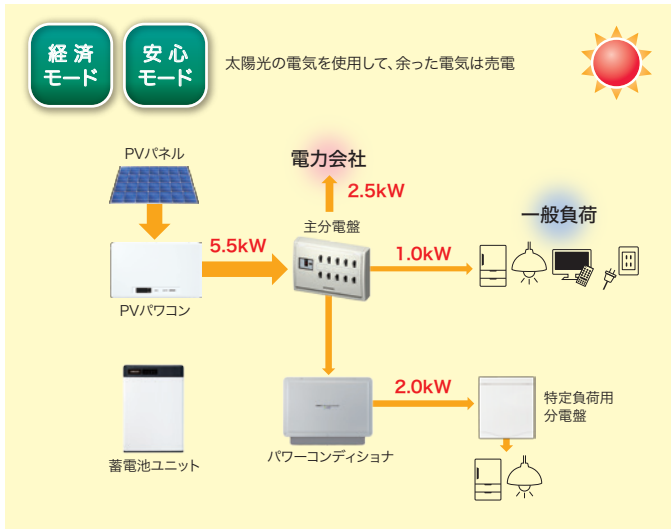 経済
モード
安心
モード
太陽光の電気を使用して、余った電気は売電
PVパネル
電力会社
2.5kW
主分電盤
一般負荷
5.5kW
1.0kW
PVパワコン
2.0kW
特定負荷用
分電盤
蓄電池ユニット
パワーコンディショナ